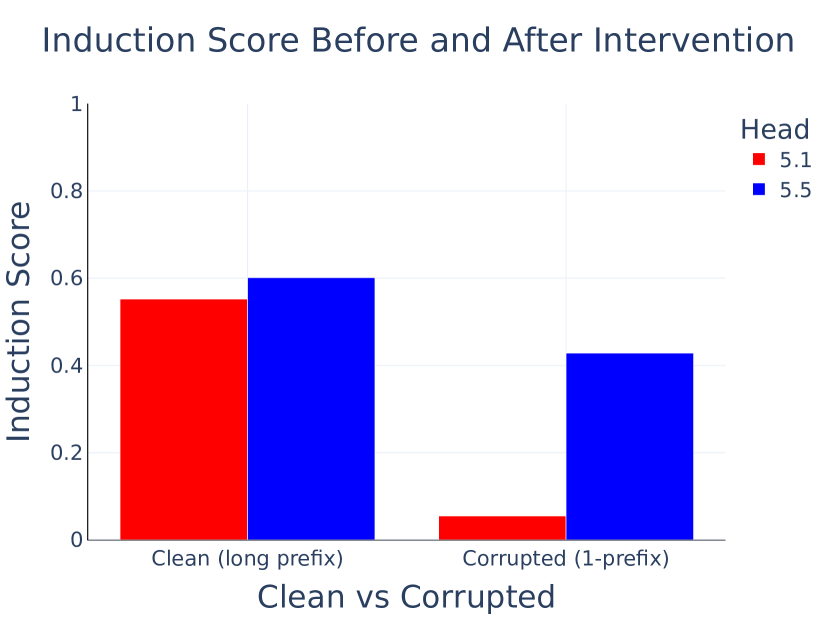 Induction Score Before and After Intervention
Head
5.1
5.5
Induction Score
1
0.8
0.6
0.4
0.2
0
Clean (long prefix)
Corrupted (1-prefix)
Clean vs Corrupted